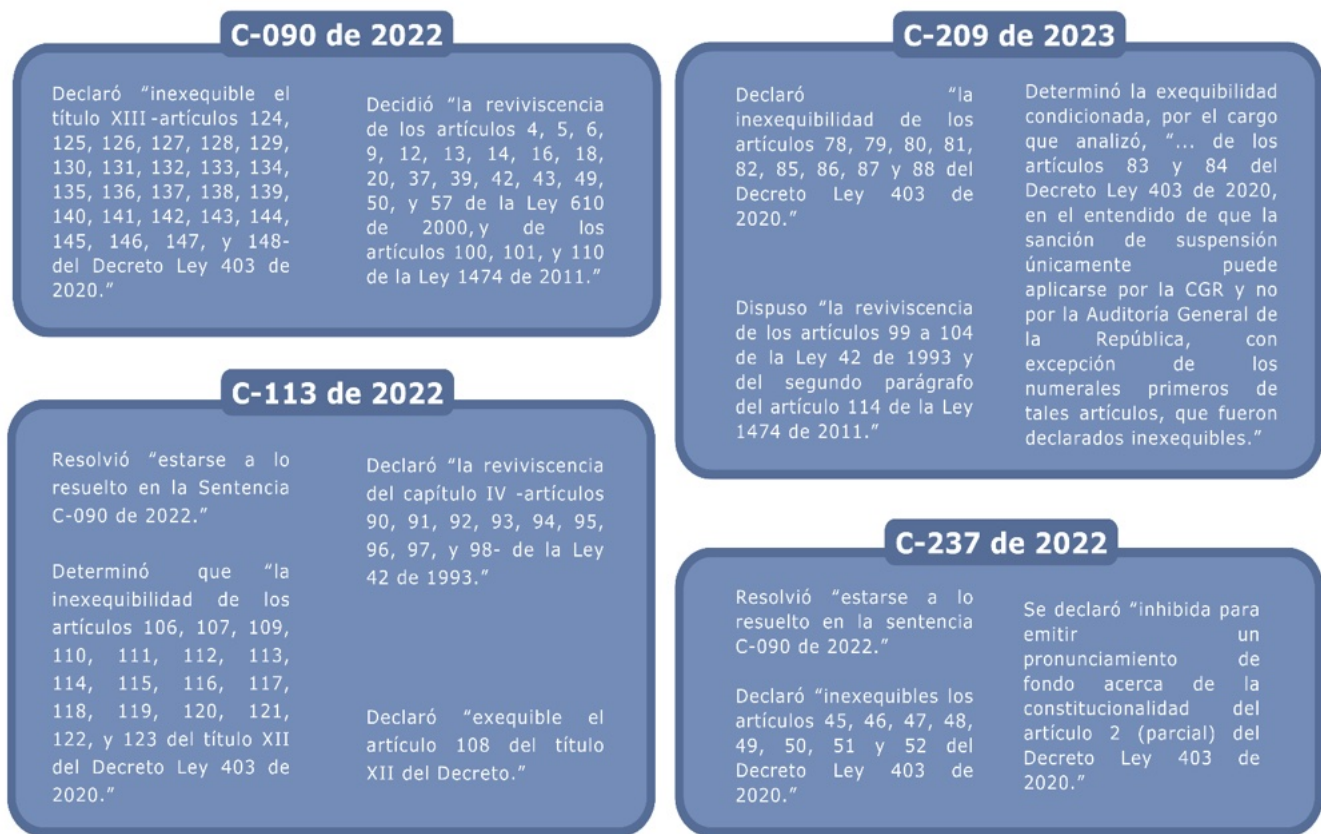 C-090 de 2022
Declaró “inexequible el
título XIII -artículos 124,
125, 126, 127, 128, 129,
130, 131, 132, 133, 134,
135, 136, 137, 138, 139,
140, 141, 142, 143, 144,
145, 146, 147, y 148-
del Decreto Ley 403 de
2020.”
Decidió “la reviviscencia
de los artículos 4, 5, 6,
9, 12, 13, 14, 16, 18,
20, 37, 39, 42, 43, 49,
50, y 57 de la Ley 610
de 2000, y de los
artículos 100, 101, y 110
de la Ley 1474 de 2011.”
C-209 de 2023
Declaró “la
inexequibilidad de los
artículos 78, 79, 80, 81,
82, 85, 86, 87 y 88 del
Decreto Ley 403 de
2020.”
Dispuso “la reviviscencia
de los artículos 99 a 104
de la Ley 42 de 1993 y
del segundo parágrafo
del artículo 114 de la Ley
1474 de 2011.”
Determinó la exequibilidad
condicionada, por el cargo
que analizó, “... de los
artículos 83 y 84 del
Decreto Ley 403 de 2020,
en el entendido de que la
sanción de suspensión
únicamente puede
aplicarse por la CGR y no
por la Auditoría General de
la República, con
excepción de los
numerales primeros de
tales artículos, que fueron
declarados inexequibles.”
C-113 de 2022
Resolvió “estarse a lo
resuelto en la Sentencia
C-090 de 2022.”
Determinó que “la
inexequibilidad de los
artículos 106, 107, 109,
110, 111, 112, 113,
114, 115, 116, 117,
118, 119, 120, 121,
122, y 123 del título XII
del Decreto Ley 403 de
2020.”
Declaró “la reviviscencia
del capítulo IV -artículos
90, 91, 92, 93, 94, 95,
96, 97, y 98- de la Ley
42 de 1993.”
Declaró “exequible el
artículo 108 del título
XII del Decreto.”
C-237 de 2022
Resolvió “estarse a lo
resuelto en la sentencia
C-090 de 2022.”
Declaró “inexequibles los
artículos 45, 46, 47, 48,
49, 50, 51 y 52 del
Decreto Ley 403 de
2020.”
Se declaró “inhibida para
emitir un
pronunciamiento de
fondo acerca de la
constitucionalidad del
artículo 2 (parcial) del
Decreto Ley 403 de
2020.”